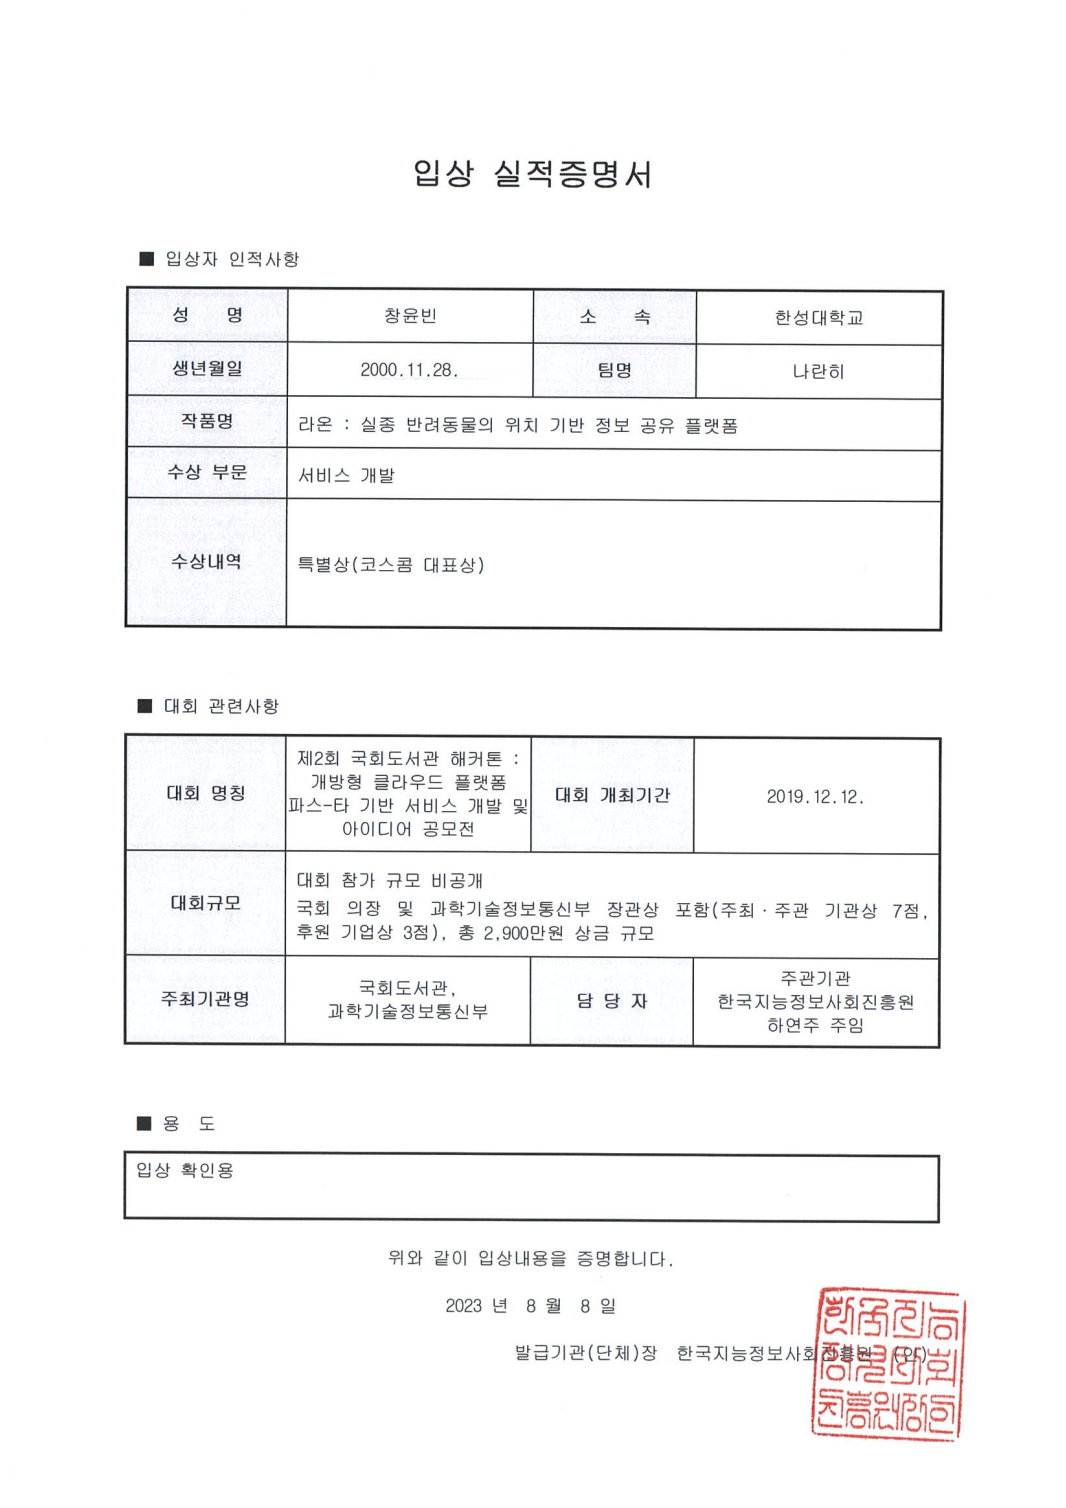 입상 실적증명서
■ 입상자 인적사항
성 명 창윤빈 소 속 한성대학교
생년월일 2000.11.28. 팀명 나란히
작품명 라온 : 실종 반려동물의 위치 기반 정보 공유 플랫폼
수상 부문 서비스 개발
수상내역 특별상(코스콤 대표상)
■ 대회 관련사항
대회 명칭
제2회 국회도서관 해커톤 :
개방형 클라우드 플랫폼
파스-타 기반 서비스 개발 및
아이디어 공모전
대회 개최기간 2019.12.12.
대회규모
대회 참가 규모 비공개
국회 의장 및 과학기술정보통신부 장관상 포함(주최·주관 기관상 7점,
후원 기업상 3점), 총 2,900만원 상금 규모
주최기관명
국회도서관,
과학기술정보통신부
담 당 자
주관기관
한국지능정보사회진흥원
하연주 주임
■ 용 도
입상 확인용
위와 같이 입상내용을 증명합니다.
2023 년 8 월 8 일
발급기관(단체)장 한국지능정보사회진흥원 (인)